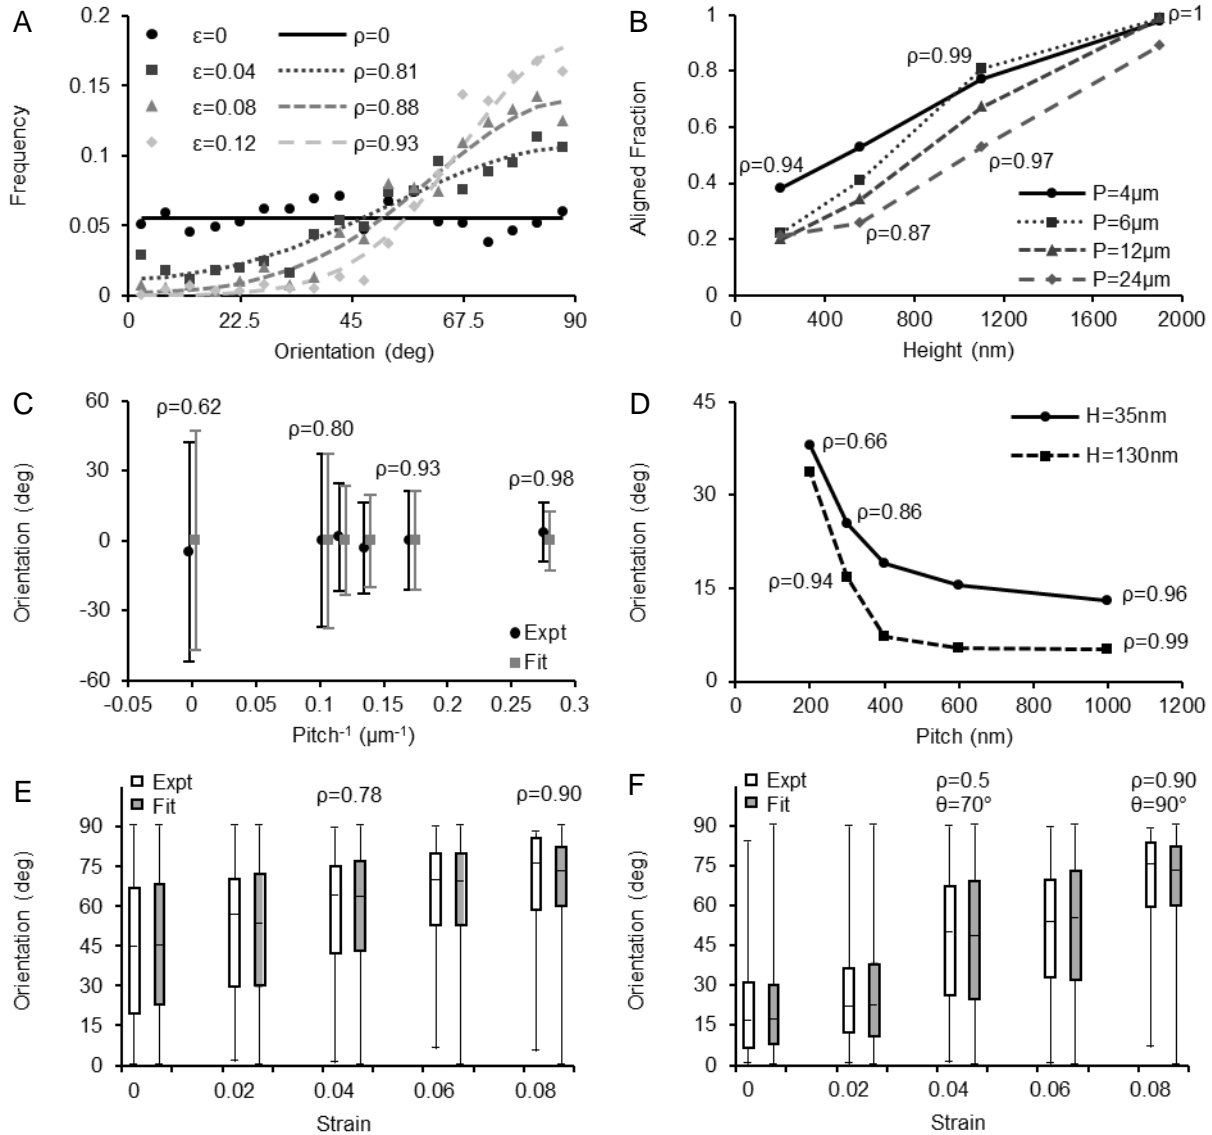 A
0.2
0.15
0.1
0.05
0
Frequency
ε=0
ρ=0
ε=0.04
ρ=0.81
ε=0.08
ρ=0.88
ε=0.12
ρ=0.93
0
22.5
45
67.5
90
Orientation (deg)
B
1
0.8
0.6
0.4
0.2
0
Aligned Fraction
ρ=1
ρ=0.99
ρ=0.94
ρ=0.97
ρ=0.87
P=4µm
P=6µm
P=12µm
P=24µm
0
400
800
1200
1600
2000
Height (nm)
C
60
30
0
-30
-60
Orientation (deg)
ρ=0.62
ρ=0.80
ρ=0.93
ρ=0.98
Expt
Fit
-0.05
0
0.05
0.1
0.15
0.2
0.25
0.3
Pitch-1 (µm-1)
D
45
30
15
0
Orientation (deg)
H=35nm
H=130nm
ρ=0.66
ρ=0.86
ρ=0.94
ρ=0.96
ρ=0.99
0
200
400
600
800
1000
1200
Pitch (nm)
E
Expt
Fit
ρ=0.78
ρ=0.90
90
75
60
45
30
15
0
Orientation (deg)
0
0.02
0.04
0.06
0.08
Strain
F
Expt
Fit
ρ=0.5
θ=70°
ρ=0.90
θ=90°
90
75
60
45
30
15
0
Orientation (deg)
0
0.02
0.04
0.06
0.08
Strain